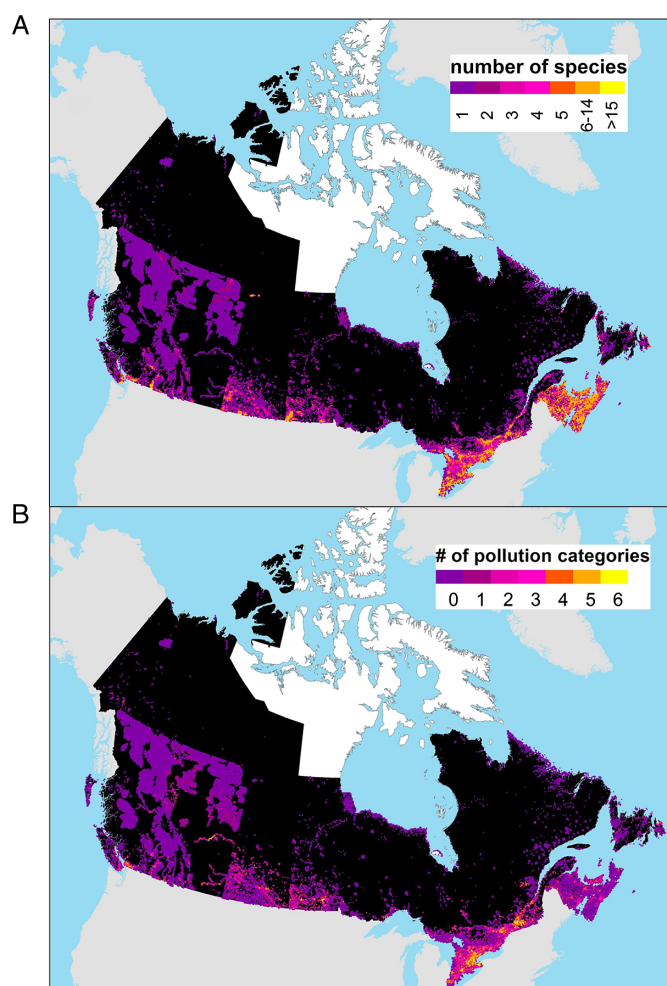 A
number of species
1 2 3 4 5 6-14 >15
B
# of pollution categories
0 1 2 3 4 5 6